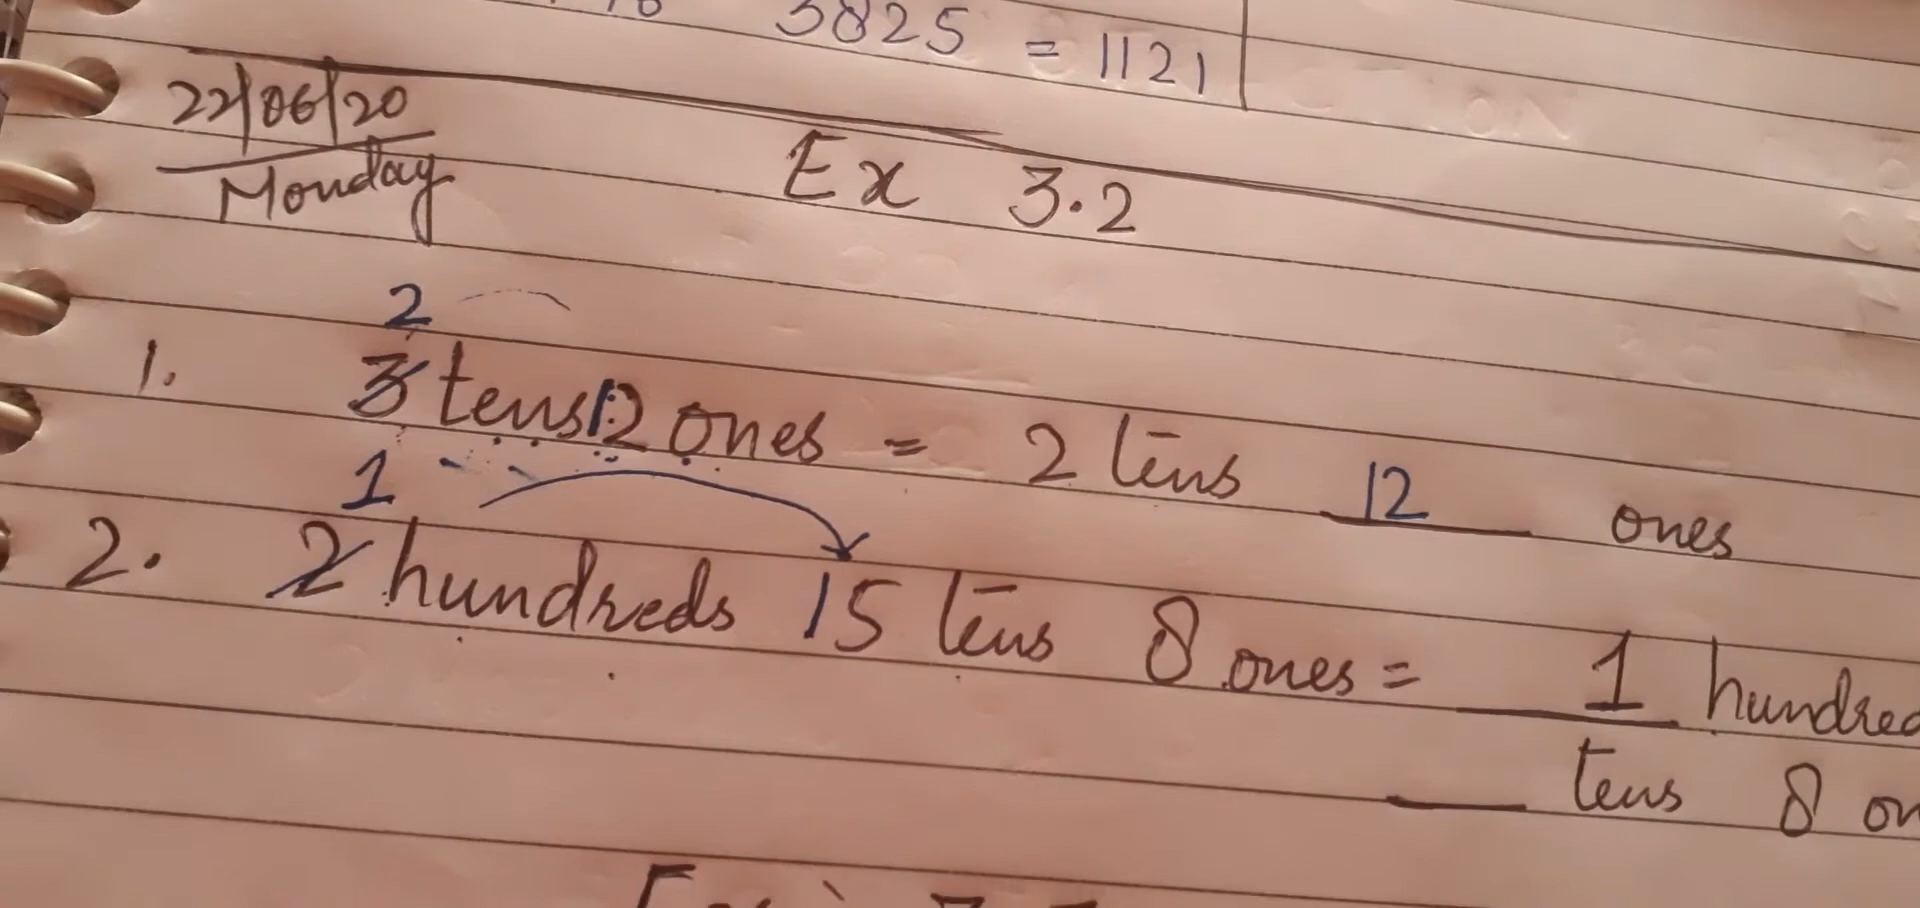 3825 = 1121
22/06/20
Monday
Ex 3.2
2
1. 3 tens 12 ones = 2 tens 12 ones
1
2. 2 hundreds 15 tens 8 ones = 1 hundred
tens 8 on